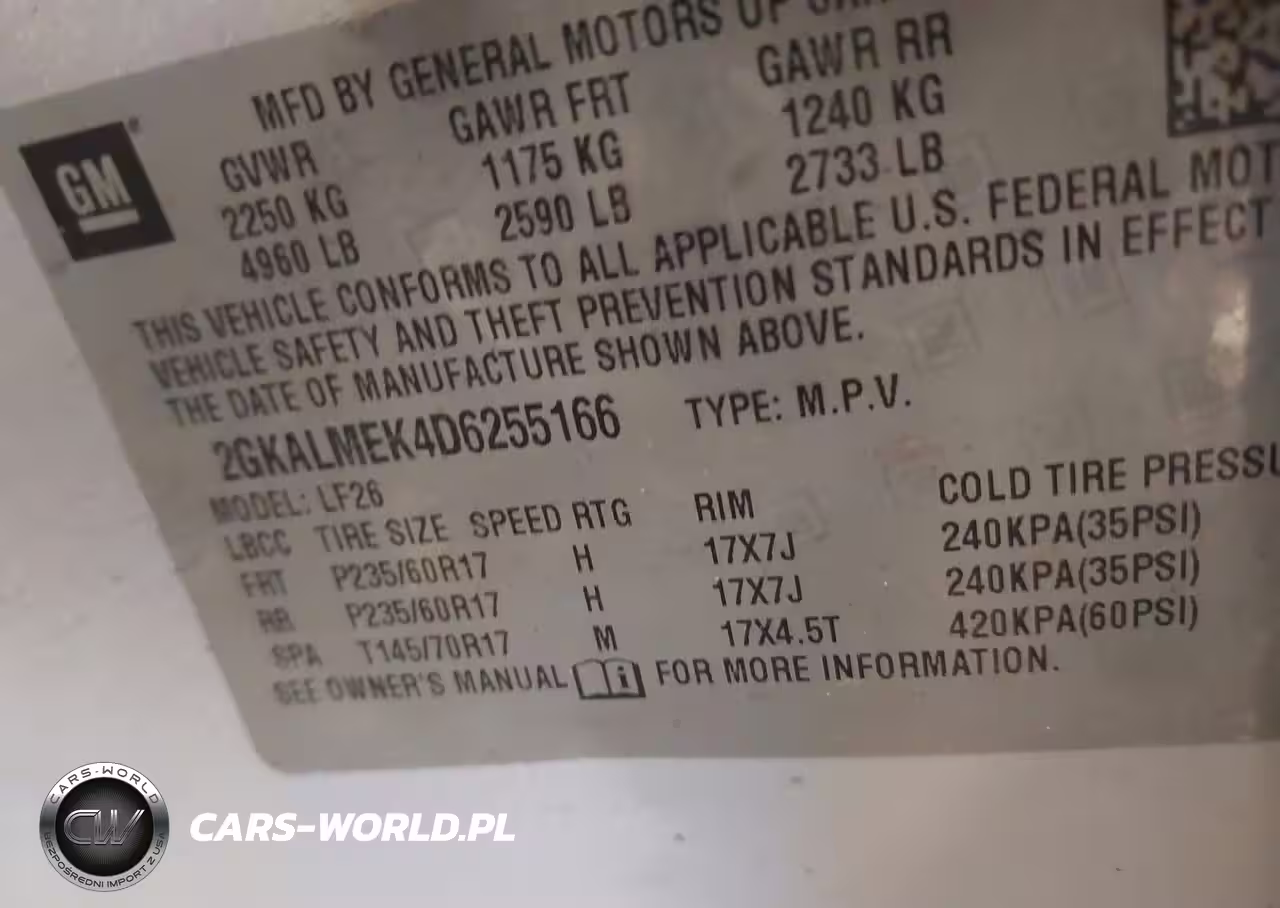 MFD BY GENERAL MOTORS OF
GM
GVWR GAWR FRT GAWR RR
2250 KG 1175 KG 1240 KG
4960 LB 2590 LB 2733 LB
THIS VEHICLE CONFORMS TO ALL APPLICABLE U.S. FEDERAL MOT
VEHICLE SAFETY AND THEFT PREVENTION STANDARDS IN EFFECT
THE DATE OF MANUFACTURE SHOWN ABOVE.
2GKALMEK4D6255166 TYPE: M.P.V.
MODEL: LF26
LBCC TIRE SIZE SPEED RTG RIM COLD TIRE PRESSU
FRT P235/60R17 H 17X7J 240KPA(35PSI)
RR P235/60R17 H 17X7J 240KPA(35PSI)
SPA T145/70R17 M 17X4.5T 420KPA(60PSI)
SEE OWNER'S MANUAL i FOR MORE INFORMATION.
CARS-WORLD
CW
BEZPOŚREDNI IMPORT Z USA
CARS-WORLD.PL